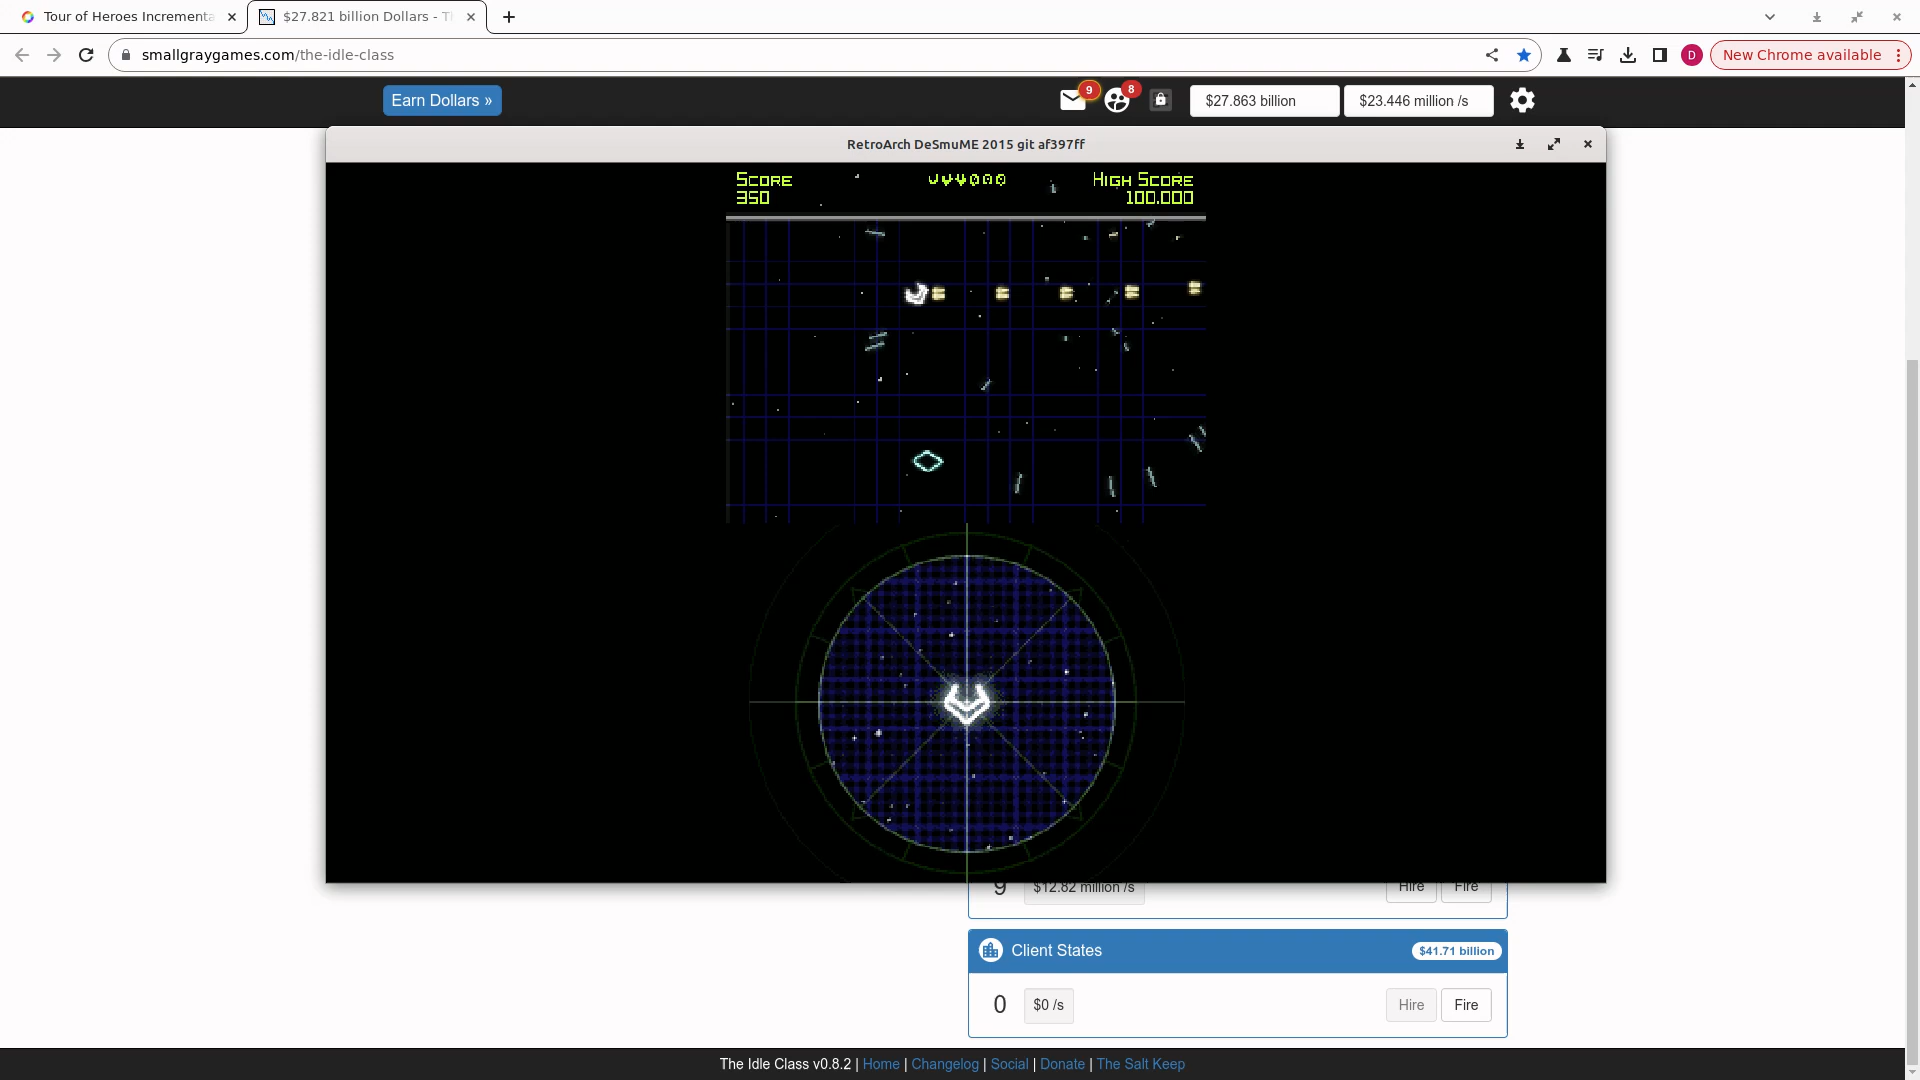 Tour of Heroes Incrementa
$27.821 billion Dollars - T
smallgraygames.com/the-idle-class
D
New Chrome available
Earn Dollars »
9
8
$27.863 billion
$23.446 million /s
RetroArch DeSmuME 2015 git af397ff
Score
High Score
350
100.000
9
$12.82 million /s
Hire
Fire
Client States
$41.71 billion
0
$0 /s
Hire
Fire
The Idle Class v0.8.2 | Home | Changelog | Social | Donate | The Salt Keep